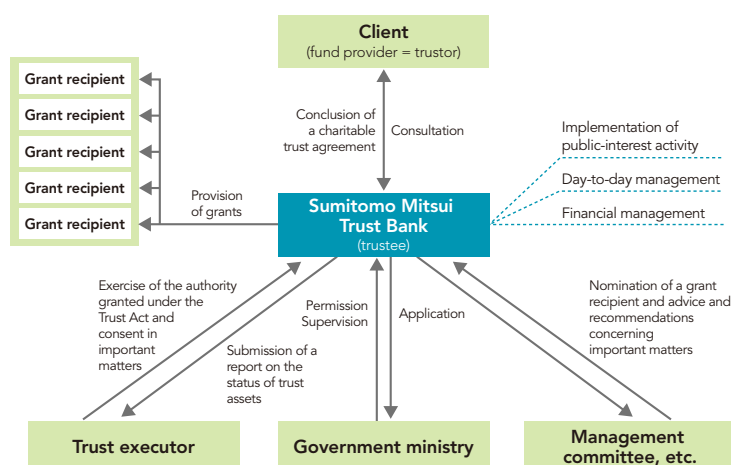 Client
(fund provider = trustor)
Grant recipient
Grant recipient
Grant recipient
Grant recipient
Grant recipient
Conclusion of
a charitable
trust agreement
Consultation
Implementation of
public-interest activity
Day-to-day management
Financial management
Provision
of grants
Sumitomo Mitsui
Trust Bank
(trustee)
Exercise of the authority
granted under the
Trust Act and
consent in
important
matters
Submission of a
report on the
status of trust
assets
Permission
Supervision
Application
Nomination of a grant
recipient and advice and
recommendations
concerning
important matters
Trust executor
Government ministry
Management
committee, etc.